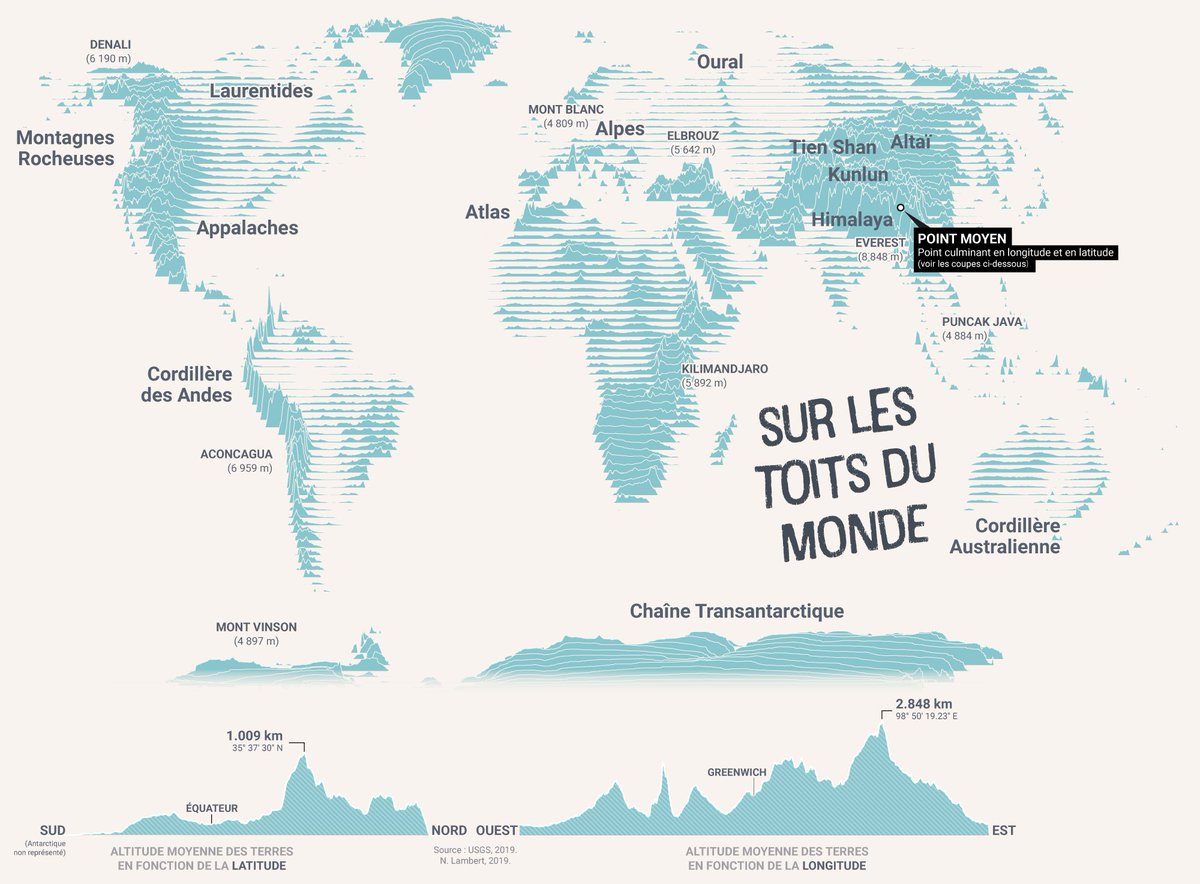 DENALI
(6 190 m)
Laurentides
Montagnes
Rocheuses
Appalaches
Oural
MONT BLANC
(4 809 m)
Alpes
ELBROUZ
(5 642 m)
Tien Shan
Altaï
Kunlun
Atlas
Himalaya
EVEREST
(8 848 m)
POINT MOYEN
Point culminant en longitude et en latitude
(voir les coupes ci-dessous)
PUNCAK JAVA
(4 884 m)
KILIMANDJARO
(5 892 m)
Cordillère
des Andes
ACONCAGUA
(6 959 m)
SUR LES
TOITS DU
MONDE
Cordillère
Australienne
MONT VINSON
(4 897 m)
Chaîne Transantarctique
1.009 km
35° 37' 30" N
ÉQUATEUR
SUD
(Antarctique
non représenté)
NORD
ALTITUDE MOYENNE DES TERRES
EN FONCTION DE LA LATITUDE
Source : USGS, 2019.
N. Lambert, 2019.
2.848 km
98° 50' 19.23" E
GREENWICH
OUEST
EST
ALTITUDE MOYENNE DES TERRES
EN FONCTION DE LA LONGITUDE